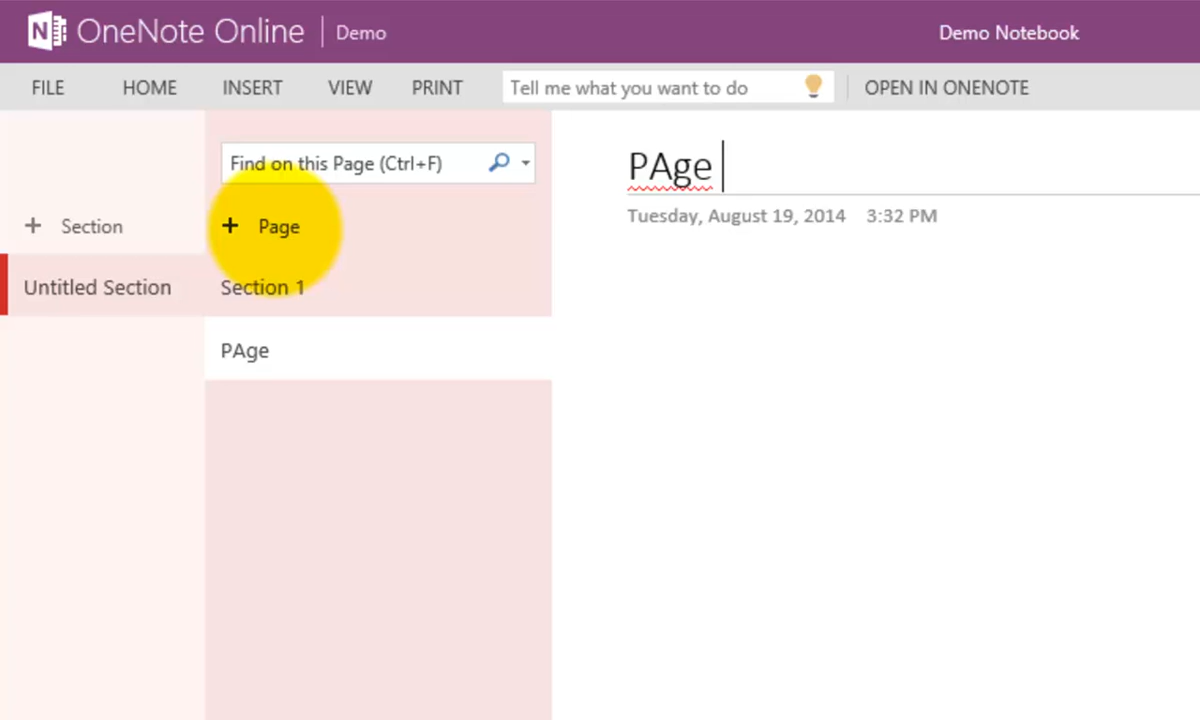 OneNote Online Demo Demo Notebook
FILE HOME INSERT VIEW PRINT Tell me what you want to do OPEN IN ONENOTE
Find on this Page (Ctrl+F)
PAge
Tuesday, August 19, 2014 3:32 PM
+ Section
+ Page
Untitled Section
Section 1
PAge